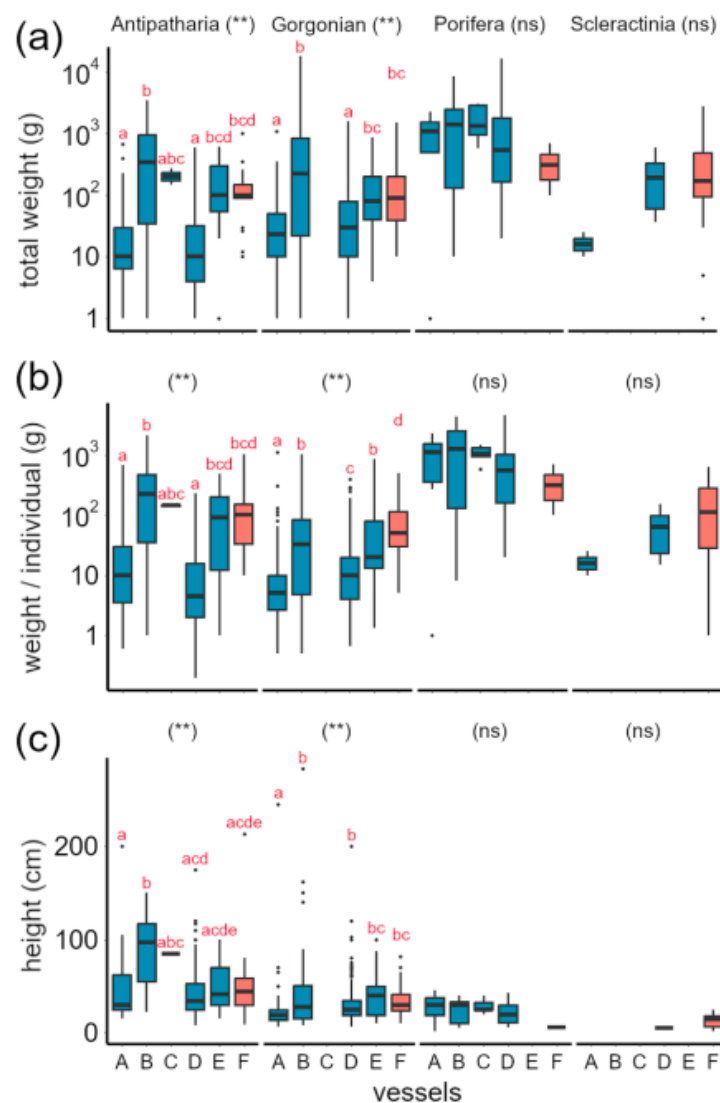 (a)
Antipatharia (**) Gorgonian (**) Porifera (ns) Scleractinia (ns)
total weight (g)
10⁴
10³
10²
10
1
a b abc a bcd bcd
a b a bc bc
(b)
(**) (**) (ns) (ns)
weight / individual (g)
10³
10²
10
1
a b abc a bcd bcd
a b c b d
(c)
(**) (**) (ns) (ns)
height (cm)
200
100
0
a b abc acd acde acde
a b b bc bc
A B C D E F A B C D E F A B C D E F A B C D E F
vessels